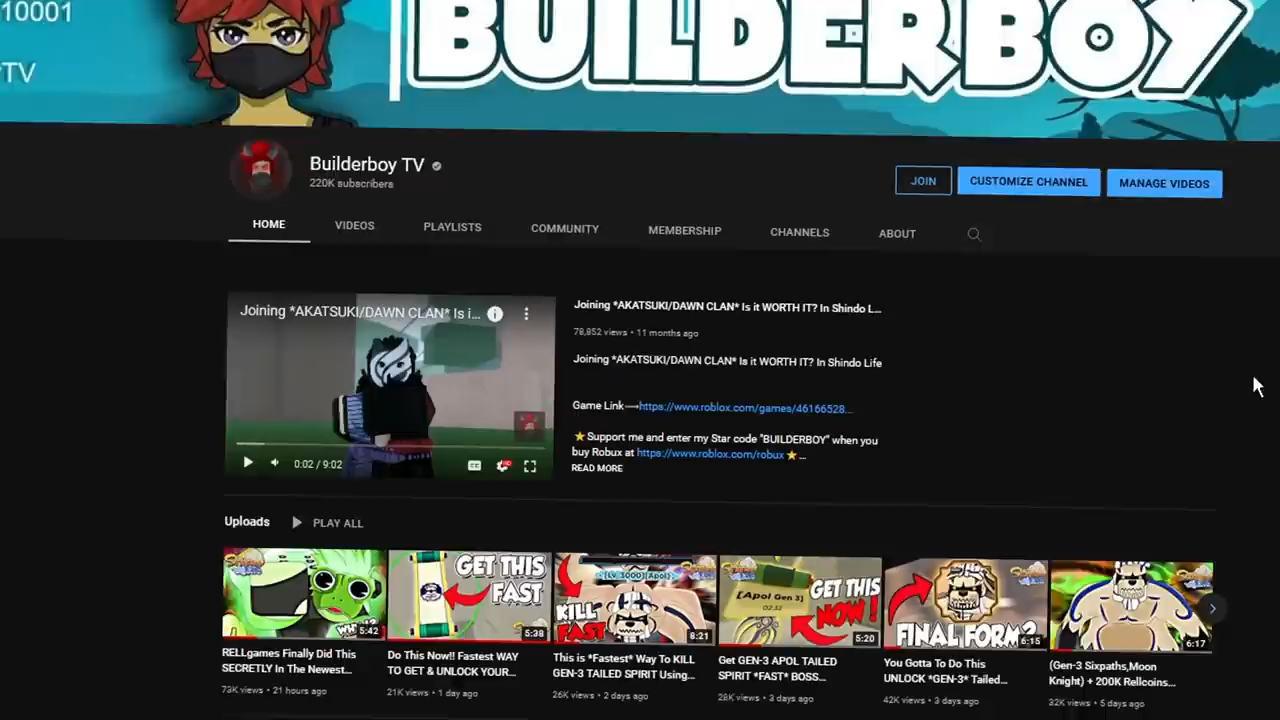 10001
TV
BUILDERBOY
Builderboy TV
220K subscribers
JOIN
CUSTOMIZE CHANNEL
MANAGE VIDEOS
HOME
VIDEOS
PLAYLISTS
COMMUNITY
MEMBERSHIP
CHANNELS
ABOUT
Joining *AKATSUKI/DAWN CLAN* Is i...
0:02 / 9:02
Joining *AKATSUKI/DAWN CLAN* Is it WORTH IT? In Shindo L...
78,852 views • 11 months ago
Joining *AKATSUKI/DAWN CLAN* Is it WORTH IT? In Shindo Life
Game Link—>https://www.roblox.com/games/46166528...
⭐Support me and enter my Star code "BUILDERBOY" when you
buy Robux at https://www.roblox.com/robux ⭐...
READ MORE
Uploads
PLAY ALL
5:42
GET THIS
FAST
5:38
[Lv.3000][Apol]
KILL
FAST
8:21
[Apol Gen 3]
GET THIS
NOW!
5:20
FINAL FORM?
6:15
6:17
RELLgames Finally Did This
SECRETLY In The Newest...
73K views • 21 hours ago
Do This Now!! Fastest WAY
TO GET & UNLOCK YOUR...
21K views • 1 day ago
This is *Fastest* Way To KILL
GEN-3 TAILED SPIRIT Using...
26K views • 2 days ago
Get GEN-3 APOL TAILED
SPIRIT *FAST* BOSS...
28K views • 3 days ago
You Gotta To Do This
UNLOCK *GEN-3* Tailed...
42K views • 3 days ago
(Gen-3 Sixpaths,Moon
Knight) + 200K Rellcoins...
32K views • 5 days ago